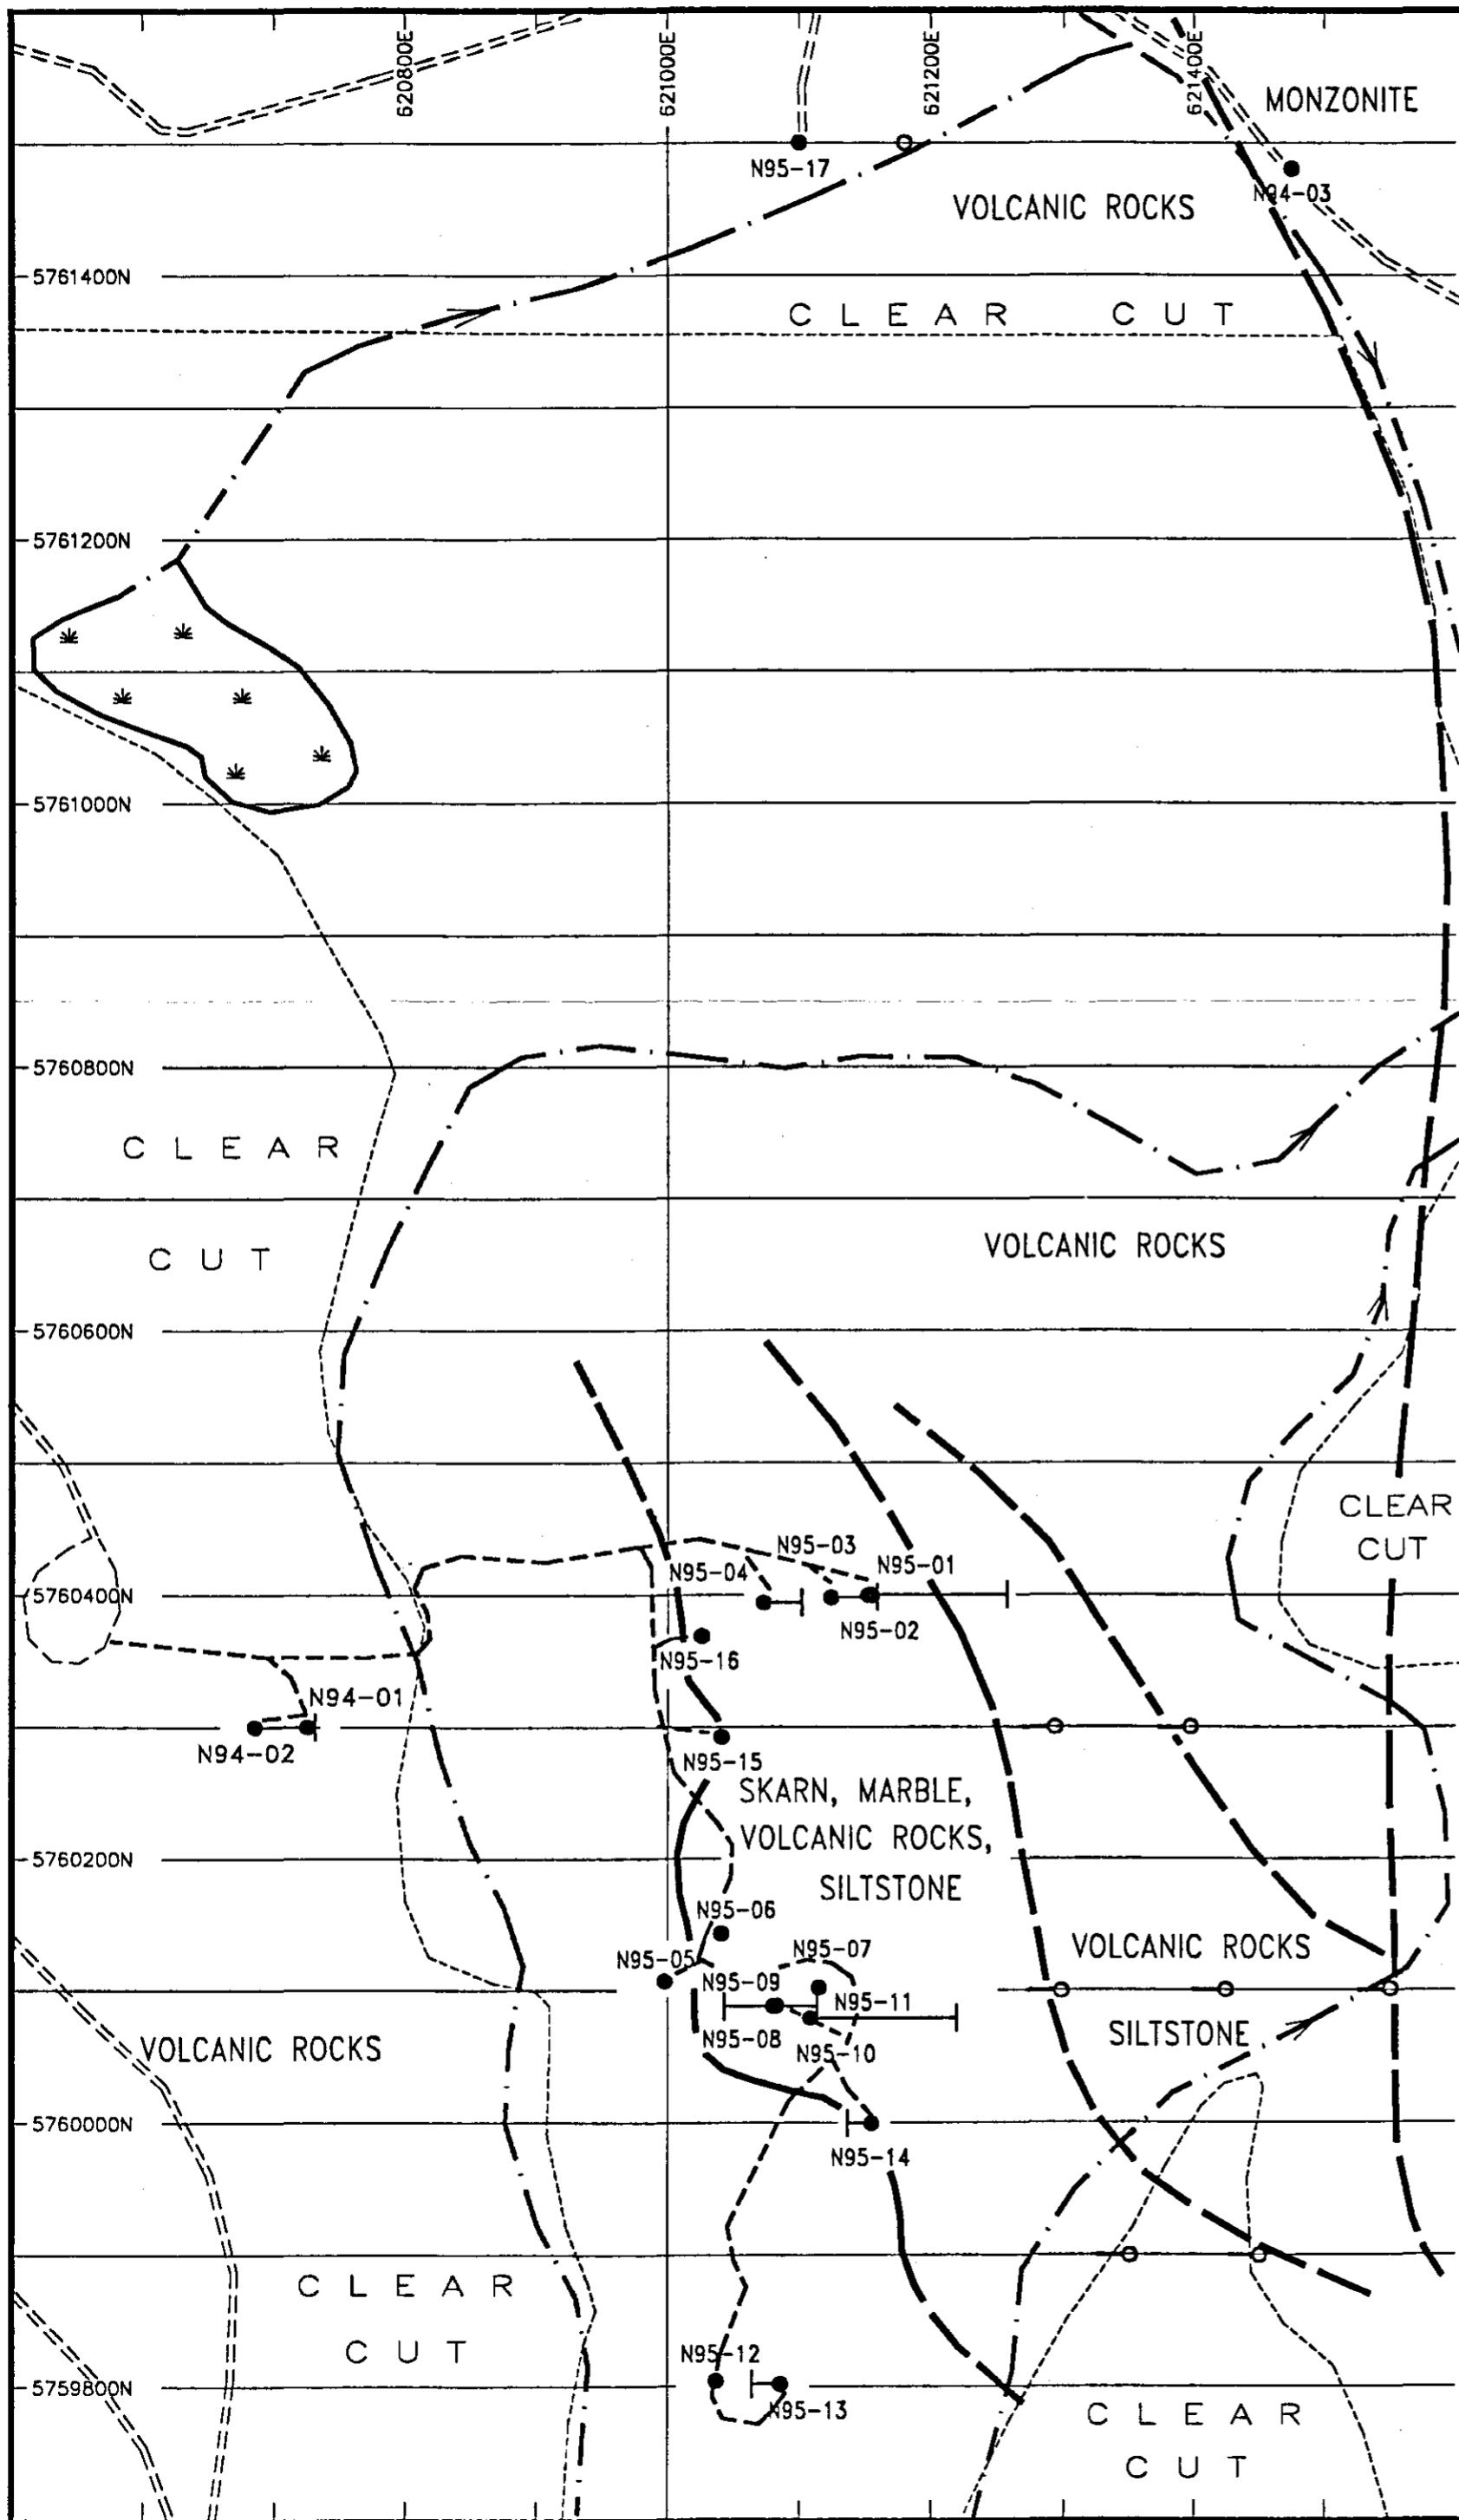 620800E
621000E
621200E
621400E
MONZONITE
N95-17
N94-03
VOLCANIC ROCKS
5761400N
CLEAR CUT
5761200N
5761000N
5760800N
CLEAR
CUT
VOLCANIC ROCKS
5760600N
CLEAR
CUT
N95-03
N95-04
N95-01
5760400N
N95-02
N95-16
N94-01
N94-02
N95-15
SKARN, MARBLE,
VOLCANIC ROCKS,
SILTSTONE
5760200N
N95-06
N95-05
N95-07
VOLCANIC ROCKS
N95-09
N95-11
N95-08
N95-10
SILTSTONE
VOLCANIC ROCKS
5760000N
N95-14
CLEAR
CUT
N95-12
5759800N
N95-13
CLEAR
CUT